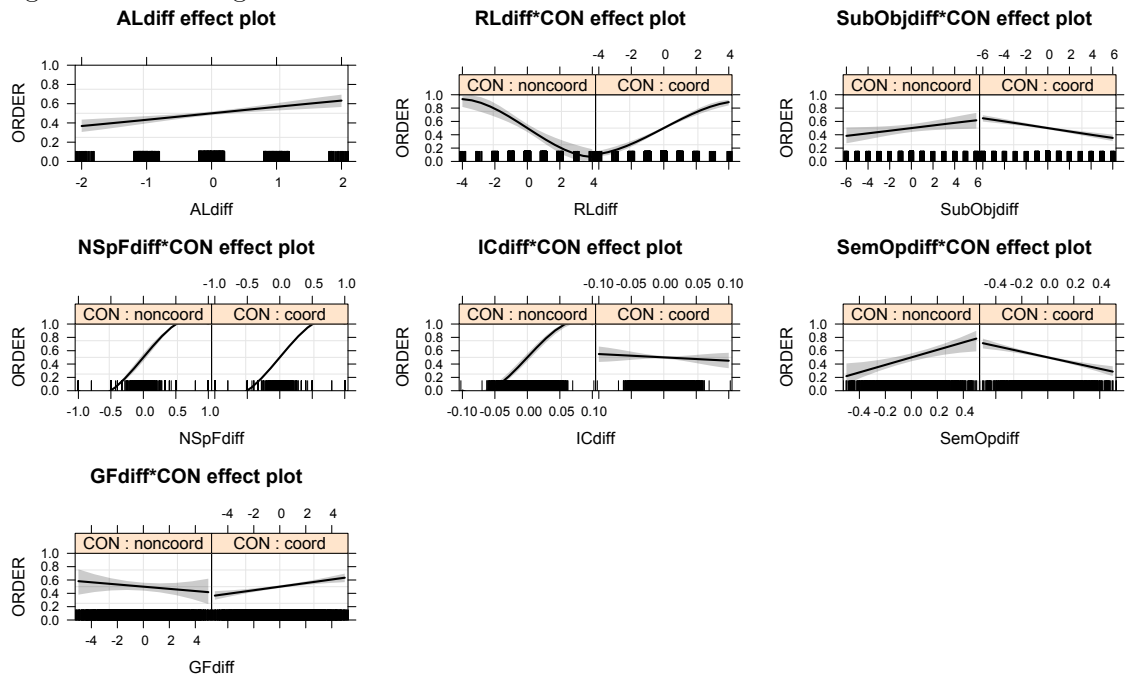 ALdiff effect plot
1.0
0.8
0.6
0.4
0.2
0.0
ORDER
-2 -1 0 1 2
ALdiff
RLdiff*CON effect plot
-4 -2 0 2 4
CON : noncoord CON : coord
1.0
0.8
0.6
0.4
0.2
0.0
ORDER
-4 -2 0 2 4
RLdiff
SubObjdiff*CON effect plot
-6 -4 -2 0 2 4 6
CON : noncoord CON : coord
1.0
0.8
0.6
0.4
0.2
0.0
ORDER
-6 -4 -2 0 2 4 6
SubObjdiff
NSpFdiff*CON effect plot
-1.0 -0.5 0.0 0.5 1.0
CON : noncoord CON : coord
1.0
0.8
0.6
0.4
0.2
0.0
ORDER
-1.0 -0.5 0.0 0.5 1.0
NSpFdiff
ICdiff*CON effect plot
-0.10 -0.05 0.00 0.05 0.10
CON : noncoord CON : coord
1.0
0.8
0.6
0.4
0.2
0.0
ORDER
-0.10 -0.05 0.00 0.05 0.10
ICdiff
SemOpdiff*CON effect plot
-0.4 -0.2 0.0 0.2 0.4
CON : noncoord CON : coord
1.0
0.8
0.6
0.4
0.2
0.0
ORDER
-0.4 -0.2 0.0 0.2 0.4
SemOpdiff
GFdiff*CON effect plot
-4 -2 0 2 4
CON : noncoord CON : coord
1.0
0.8
0.6
0.4
0.2
0.0
ORDER
-4 -2 0 2 4
GFdiff